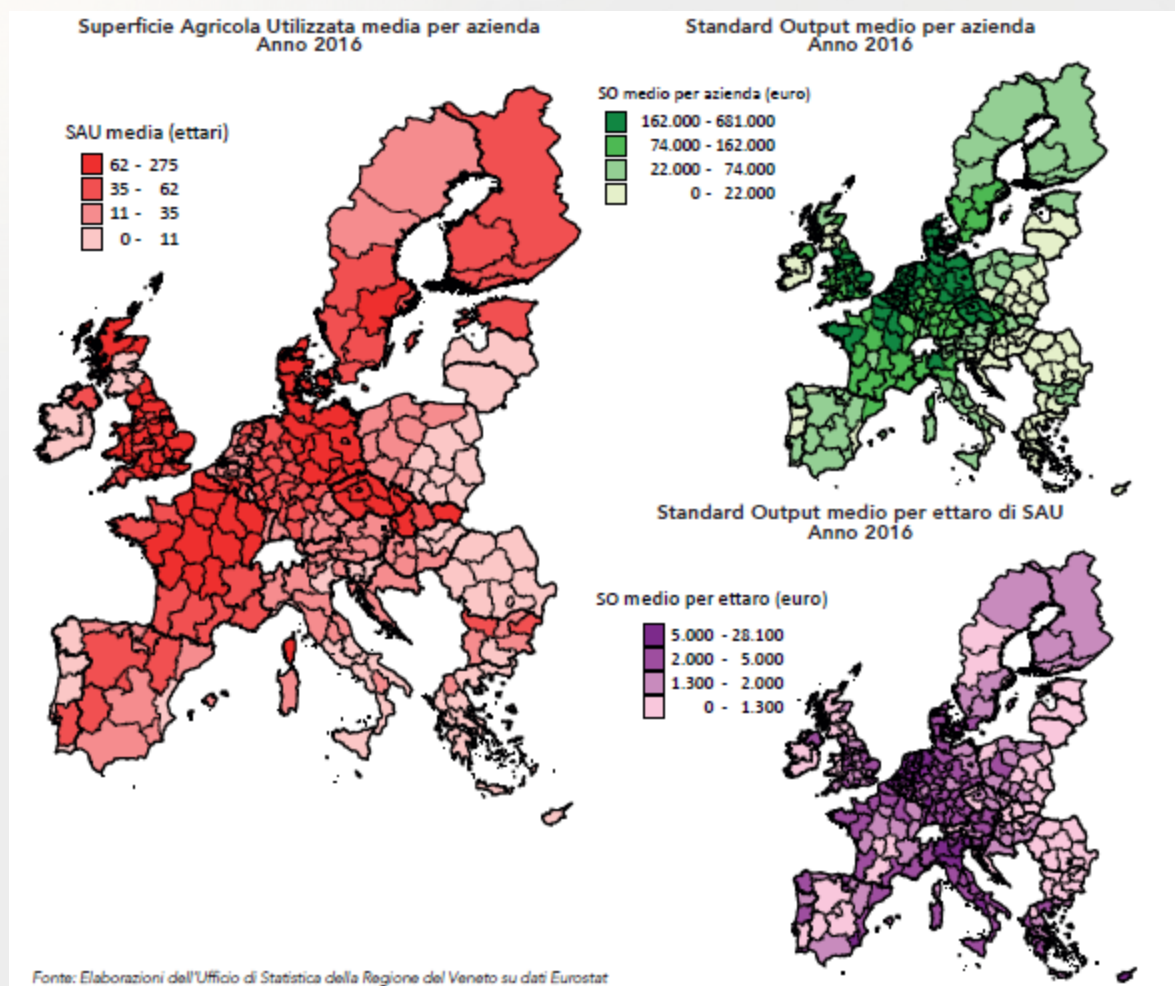 Superficie Agricola Utilizzata media per azienda
Anno 2016
SAU media (ettari)
62 - 275
35 - 62
11 - 35
0 - 11
Standard Output medio per azienda
Anno 2016
SO medio per azienda (euro)
162.000 - 681.000
74.000 - 162.000
22.000 - 74.000
0 - 22.000
Standard Output medio per ettaro di SAU
Anno 2016
SO medio per ettaro (euro)
5.000 - 28.100
2.000 - 5.000
1.300 - 2.000
0 - 1.300
Fonte: Elaborazioni dell'Ufficio di Statistica della Regione del Veneto su dati Eurostat